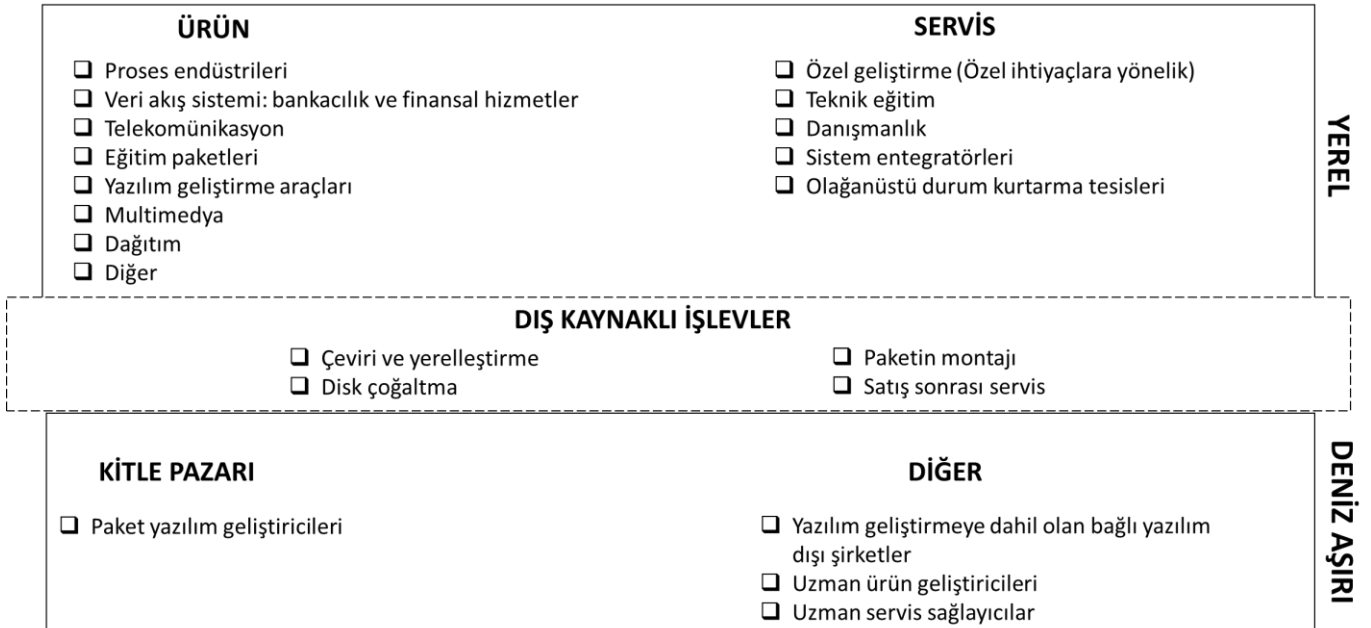 ÜRÜN
Proses endüstrileri
Veri akış sistemi: bankacılık ve finansal hizmetler
Telekomünikasyon
Eğitim paketleri
Yazılım geliştirme araçları
Multimedya
Dağıtım
Diğer
SERVİS
Özel geliştirme (Özel ihtiyaçlara yönelik)
Teknik eğitim
Danışmanlık
Sistem entegratörleri
Olağanüstü durum kurtarma tesisleri
YEREL
DIŞ KAYNAKLI İŞLEVLER
Çeviri ve yerelleştirme
Disk çoğaltma
Paketin montajı
Satış sonrası servis
KİTLE PAZARI
Paket yazılım geliştiricileri
DİĞER
Yazılım geliştirmeye dahil olan bağlı yazılım
dışı şirketler
Uzman ürün geliştiricileri
Uzman servis sağlayıcılar
DENİZ AŞIRI